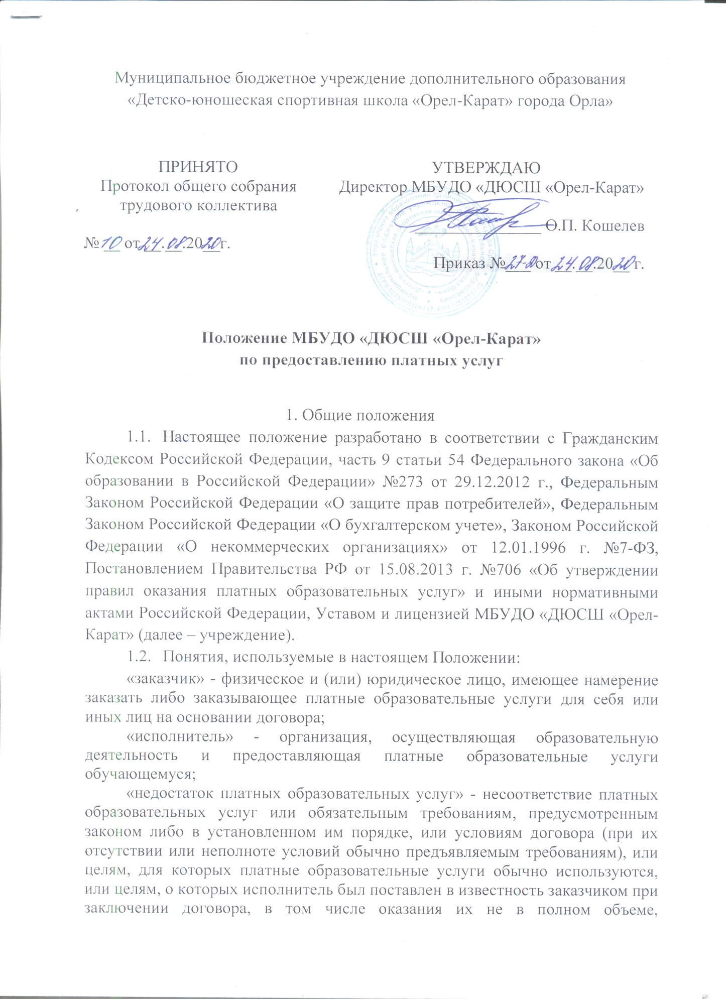 Муниципальное бюджетное учреждение дополнительного образования
«Детско-юношеская спортивная школа «Орел-Карат» города Орла»
ПРИНЯТО
Протокол общего собрания
трудового коллектива
№ 10 от 24.08.2020г.
УТВЕРЖДАЮ
Директор МБУДО «ДЮСШ «Орел-Карат»
О.П. Кошелев
Приказ № 27-Д от 24.08.2020 г.
Положение МБУДО «ДЮСШ «Орел-Карат»
по предоставлению платных услуг
1. Общие положения
1.1. Настоящее положение разработано в соответствии с Гражданским
Кодексом Российской Федерации, часть 9 статьи 54 Федерального закона «Об
образовании в Российской Федерации» №273 от 29.12.2012 г., Федеральным
Законом Российской Федерации «О защите прав потребителей», Федеральным
Законом Российской Федерации «О бухгалтерском учете», Законом Российской
Федерации «О некоммерческих организациях» от 12.01.1996 г. №7-ФЗ,
Постановлением Правительства РФ от 15.08.2013 г. №706 «Об утверждении
правил оказания платных образовательных услуг» и иными нормативными
актами Российской Федерации, Уставом и лицензией МБУДО «ДЮСШ «Орел-
Карат» (далее – учреждение).
1.2. Понятия, используемые в настоящем Положении:
«заказчик» - физическое и (или) юридическое лицо, имеющее намерение
заказать либо заказывающее платные образовательные услуги для себя или
иных лиц на основании договора;
«исполнитель» - организация, осуществляющая образовательную
деятельность и предоставляющая платные образовательные услуги
обучающемуся;
«недостаток платных образовательных услуг» - несоответствие платных
образовательных услуг или обязательным требованиям, предусмотренным
законом либо в установленном им порядке, или условиям договора (при их
отсутствии или неполноте условий обычно предъявляемым требованиям), или
целям, для которых платные образовательные услуги обычно используются,
или целям, о которых исполнитель был поставлен в известность заказчиком при
заключении договора, в том числе оказания их не в полном объеме,